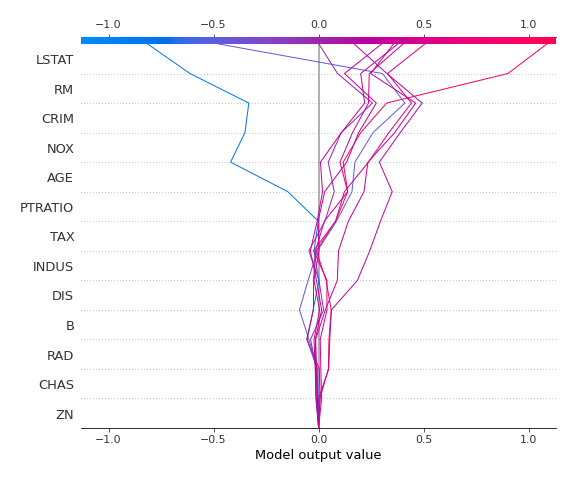 −1.0 −0.5 0.0 0.5 1.0
LSTAT
RM
CRIM
NOX
AGE
PTRATIO
TAX
INDUS
DIS
B
RAD
CHAS
ZN
−1.0 −0.5 0.0 0.5 1.0
Model output value